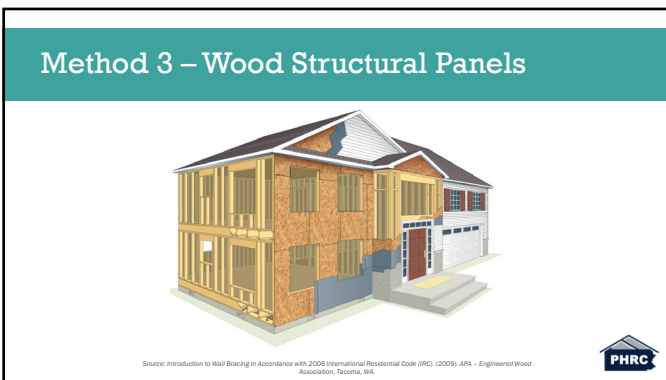 Method 3 – Wood Structural Panels
Source: Introduction to Wall Bracing in Accordance with 2006 International Residential Code (IRC). (2009). APA – Engineered Wood
Association, Tacoma, WA.
PHRC